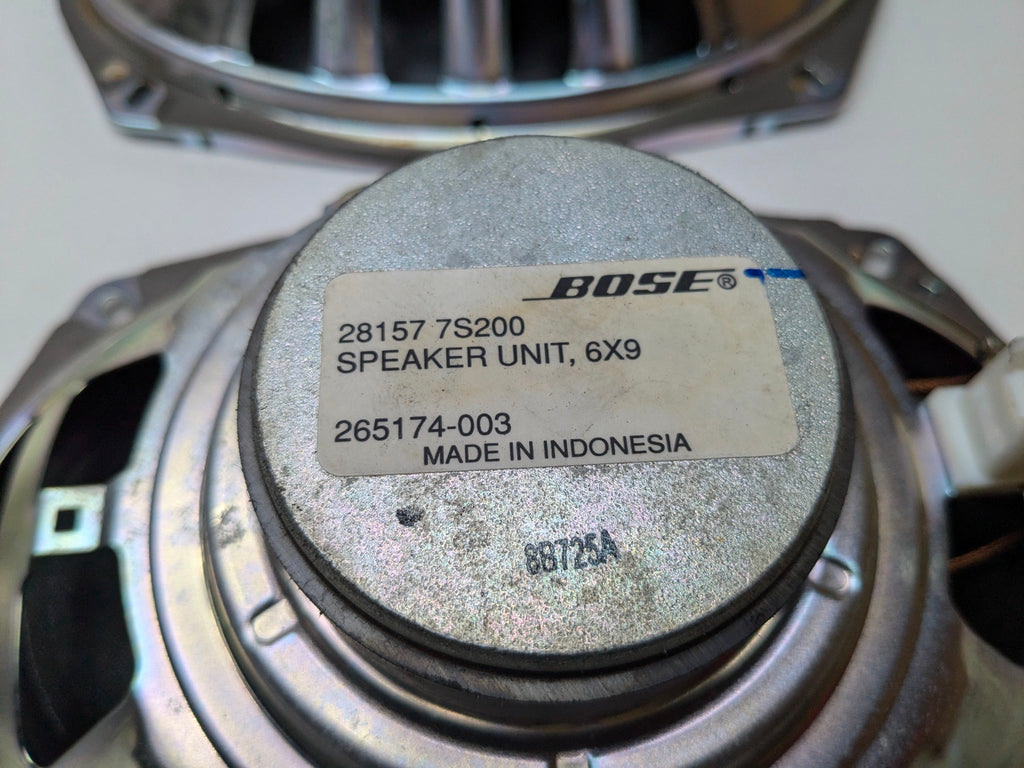 BOSE®
28157 7S200
SPEAKER UNIT, 6X9
265174-003
MADE IN INDONESIA
8B725A